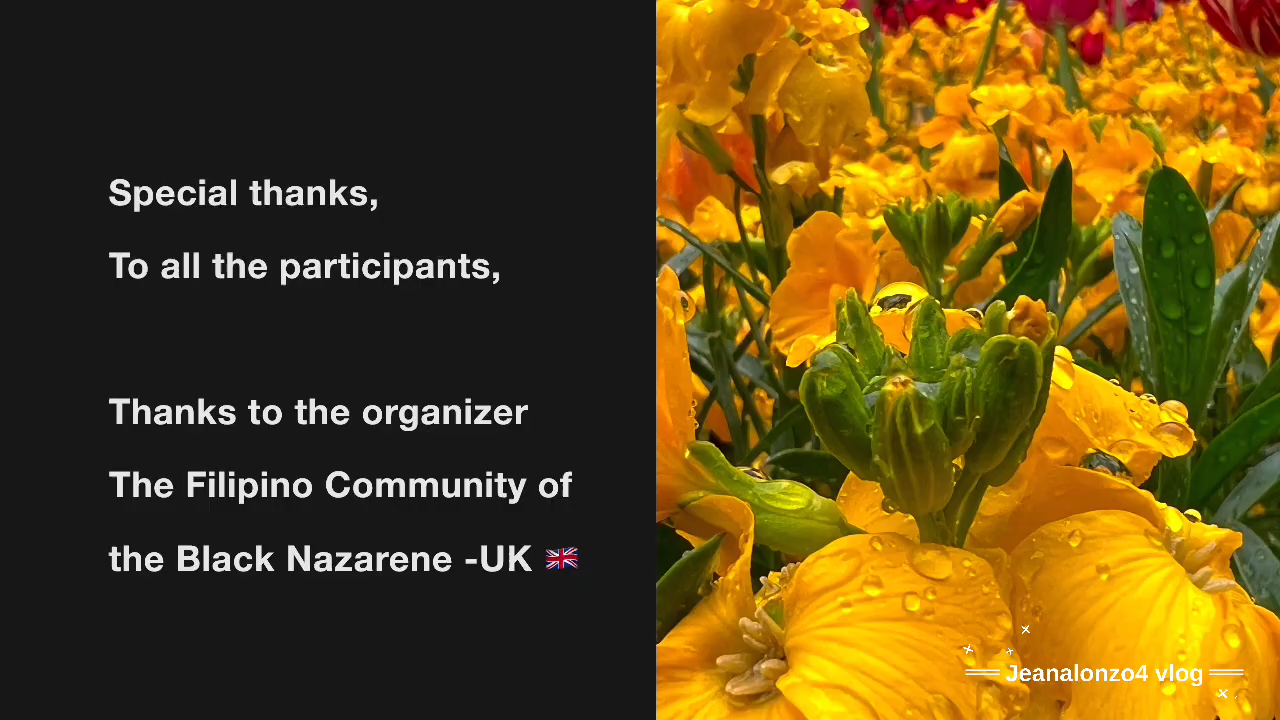 Special thanks,
To all the participants,
Thanks to the organizer
The Filipino Community of
the Black Nazarene -UK 🇬🇧
Jeanalonzo4 vlog